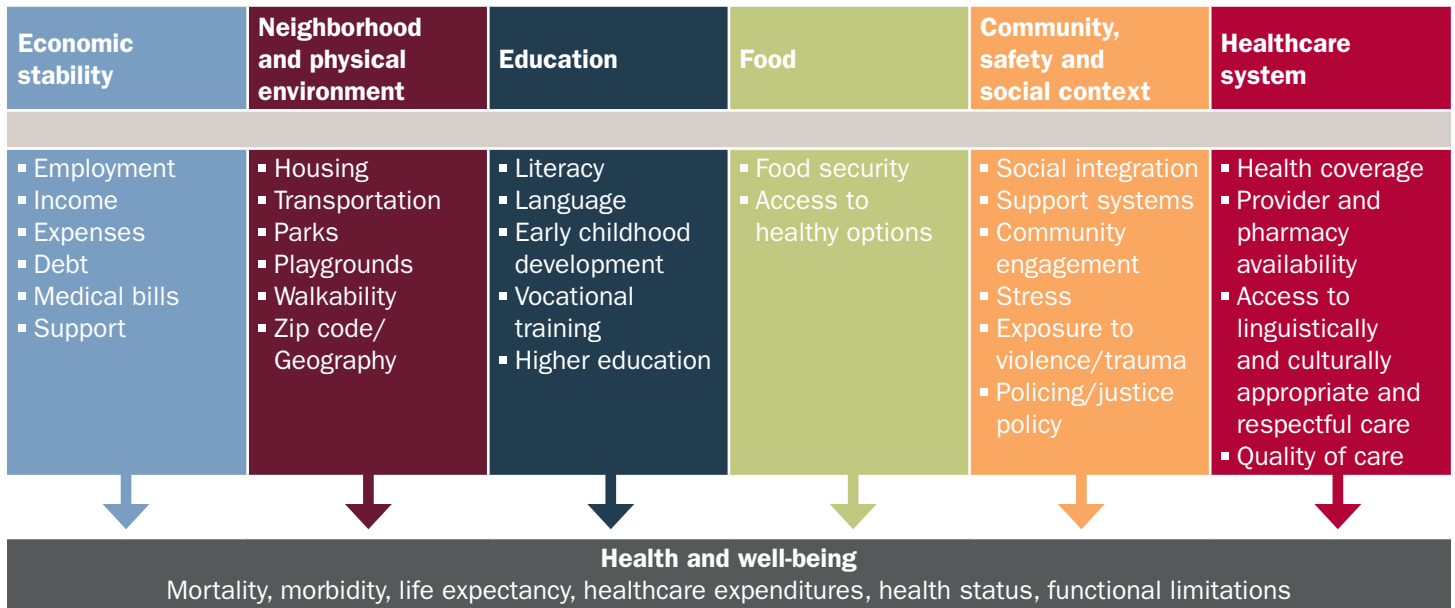 Economic
stability
Neighborhood
and physical
environment
Education
Food
Community,
safety and
social context
Healthcare
system
▪ Employment
▪ Income
▪ Expenses
▪ Debt
▪ Medical bills
▪ Support
▪ Housing
▪ Transportation
▪ Parks
▪ Playgrounds
▪ Walkability
▪ Zip code/
Geography
▪ Literacy
▪ Language
▪ Early childhood
development
▪ Vocational
training
▪ Higher education
▪ Food security
▪ Access to
healthy options
▪ Social integration
▪ Support systems
▪ Community
engagement
▪ Stress
▪ Exposure to
violence/trauma
▪ Policing/justice
policy
▪ Health coverage
▪ Provider and
pharmacy
availability
▪ Access to
linguistically
and culturally
appropriate and
respectful care
▪ Quality of care
Health and well-being
Mortality, morbidity, life expectancy, healthcare expenditures, health status, functional limitations